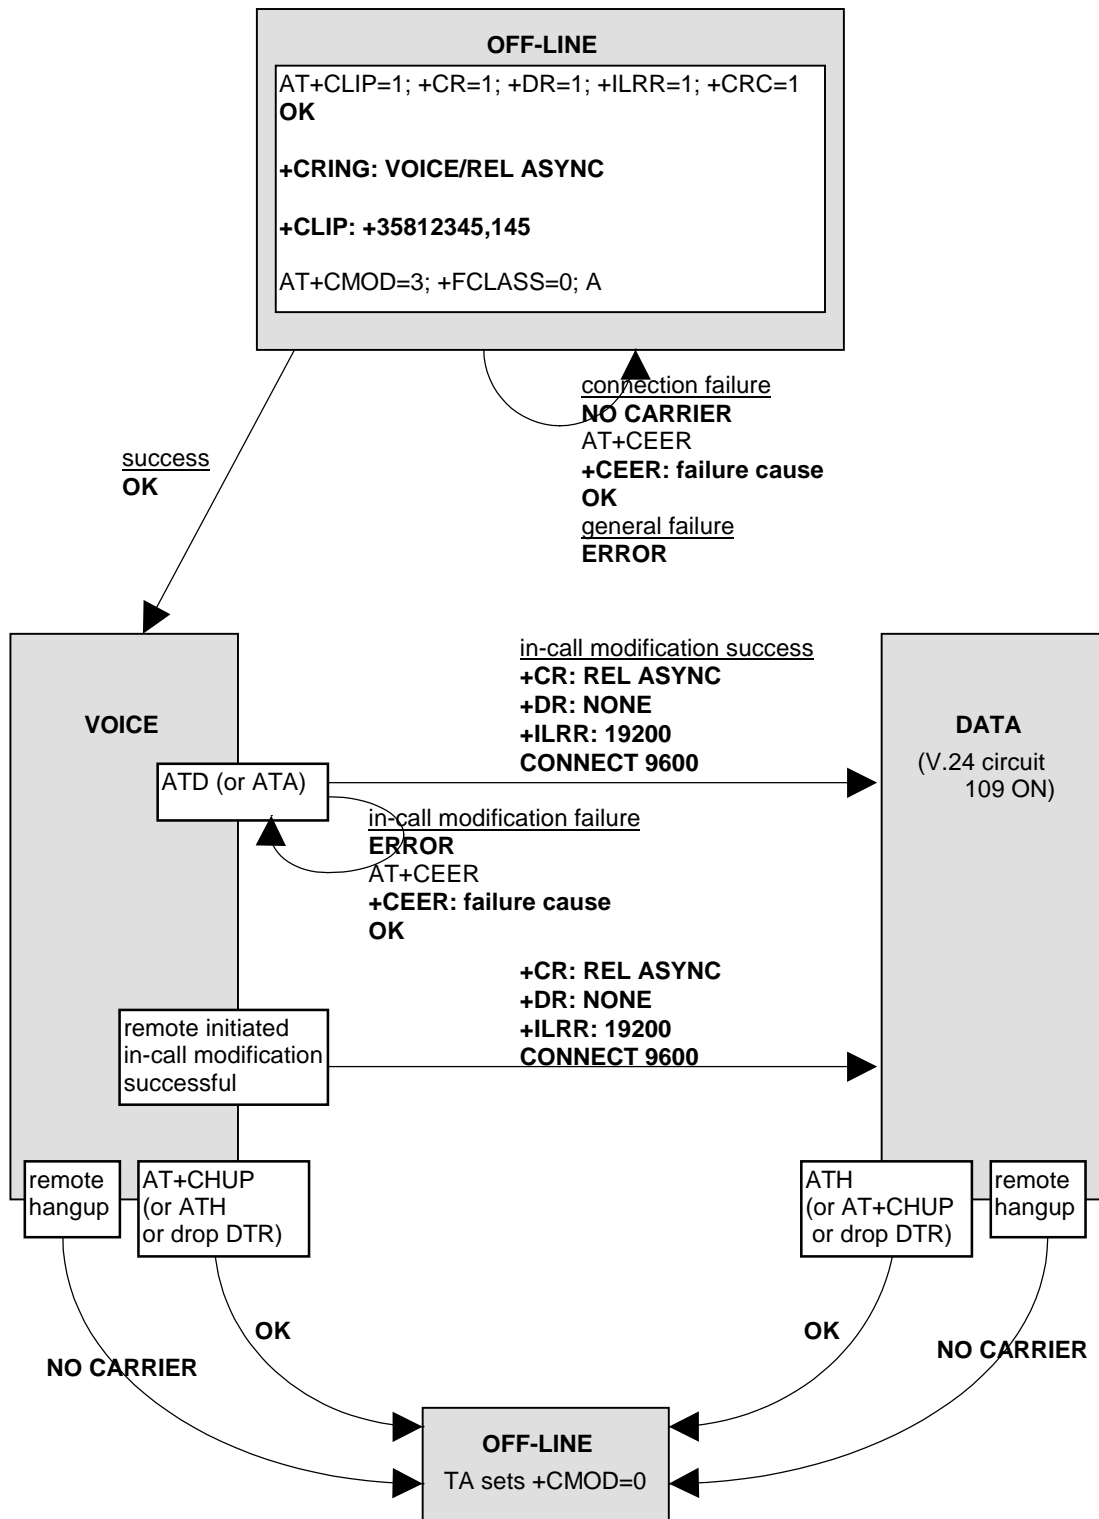 OFF-LINE
AT+CLIP=1; +CR=1; +DR=1; +ILRR=1; +CRC=1
OK
+CRING: VOICE/REL ASYNC
+CLIP: +35812345,145
AT+CMOD=3; +FCLASS=0; A
connection failure
NO CARRIER
AT+CEER
+CEER: failure cause
OK
general failure
ERROR
success
OK
in-call modification success
+CR: REL ASYNC
+DR: NONE
+ILRR: 19200
CONNECT 9600
VOICE
DATA
(V.24 circuit
109 ON)
ATD (or ATA)
in-call modification failure
ERROR
AT+CEER
+CEER: failure cause
OK
+CR: REL ASYNC
+DR: NONE
+ILRR: 19200
CONNECT 9600
remote initiated
in-call modification
successful
remote
hangup
AT+CHUP
(or ATH
or drop DTR)
ATH
(or AT+CHUP
or drop DTR)
remote
hangup
OK
NO CARRIER
OK
NO CARRIER
OFF-LINE
TA sets +CMOD=0